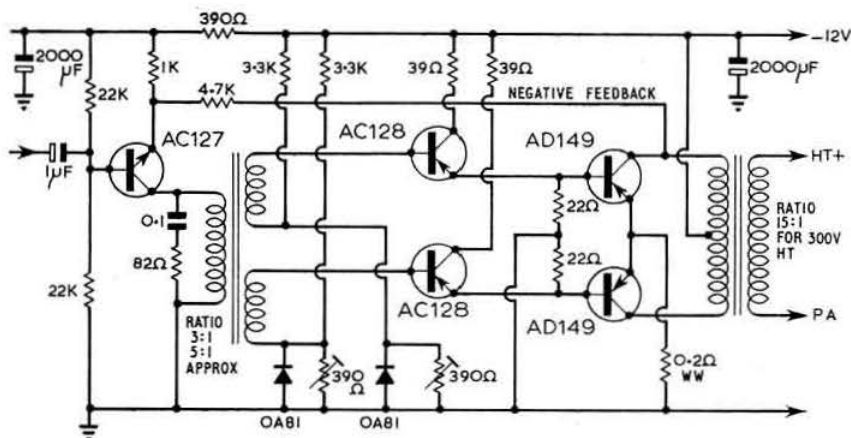 390Ω
-12V
2000
µF
1K
3·3K
3·3K
39Ω
39Ω
2000µF
22K
4·7K
NEGATIVE FEEDBACK
AC127
AC128
AD149
HT+
1µF
0·1
22Ω
RATIO
15:1
FOR 300V
HT
82Ω
22Ω
22K
AC128
AD149
PA
RATIO
3:1
5:1
APPROX
390
Ω
390Ω
0·2Ω
WW
OA81
OA81